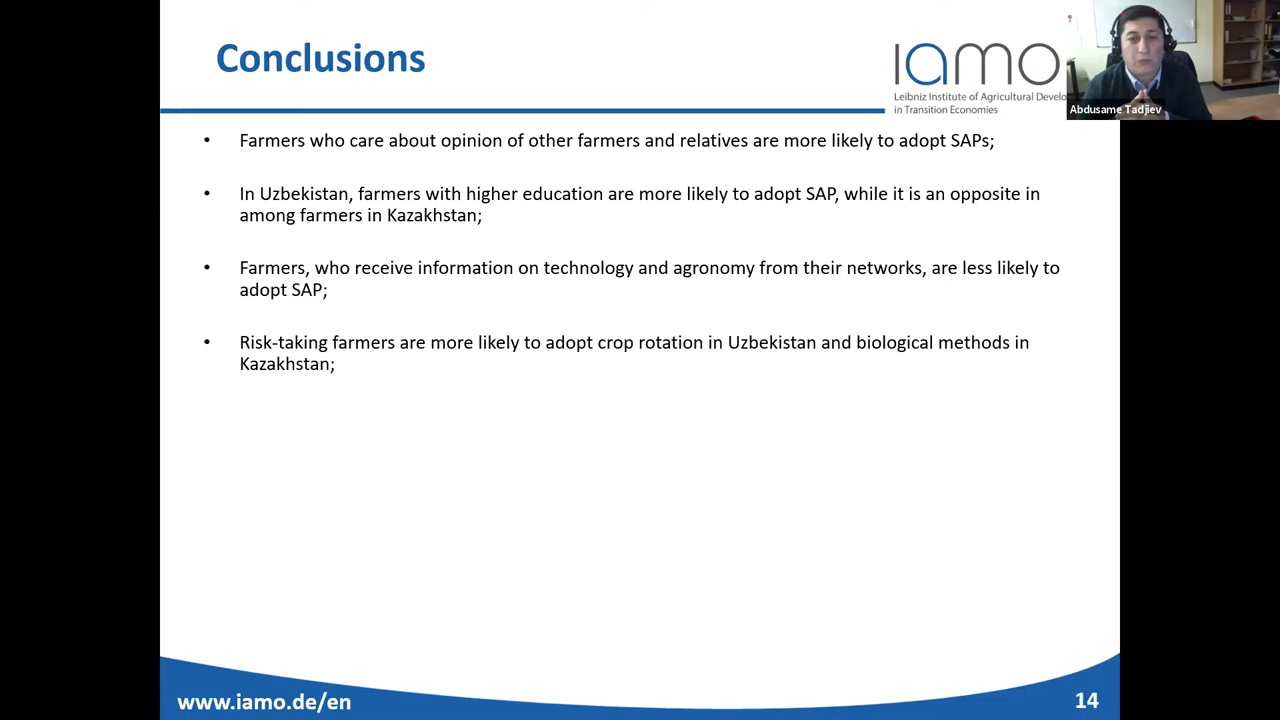 Conclusions
iamo
Leibniz Institute of Agricultural Develo
in Transition Economies
Abdusame Tadjiev
• Farmers who care about opinion of other farmers and relatives are more likely to adopt SAPs;
• In Uzbekistan, farmers with higher education are more likely to adopt SAP, while it is an opposite in
among farmers in Kazakhstan;
• Farmers, who receive information on technology and agronomy from their networks, are less likely to
adopt SAP;
• Risk-taking farmers are more likely to adopt crop rotation in Uzbekistan and biological methods in
Kazakhstan;
www.iamo.de/en
14